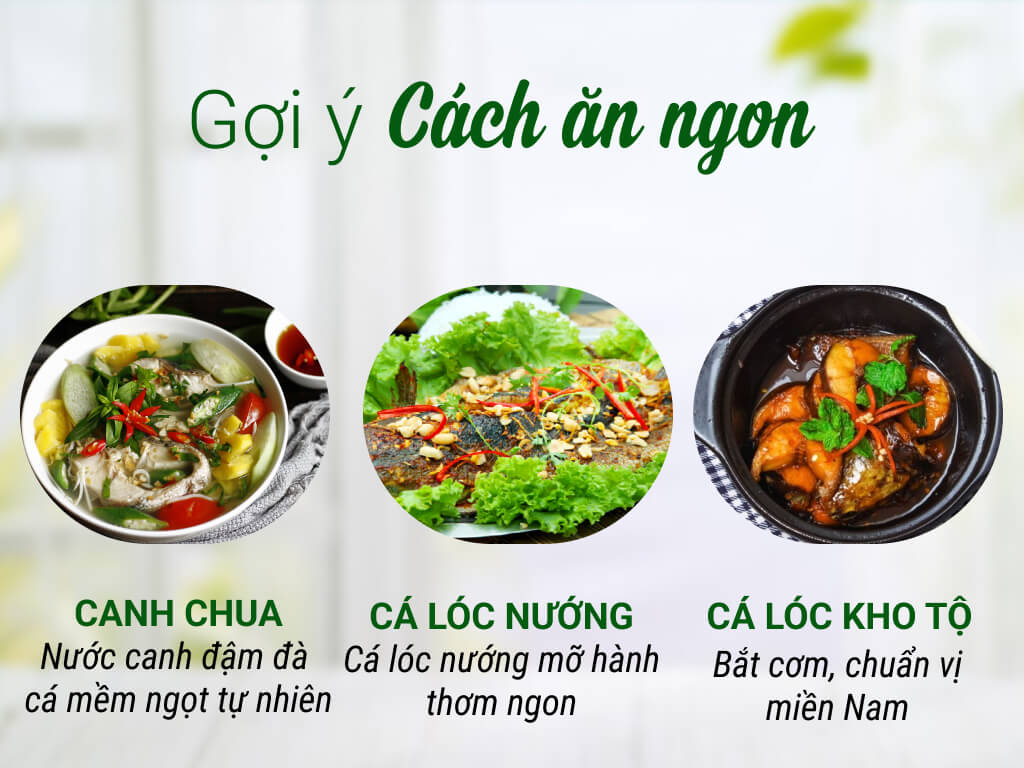 Gợi ý Cách ăn ngon
CANH CHUA
Nước canh đậm đà
cá mềm ngọt tự nhiên
CÁ LÓC NƯỚNG
Cá lóc nướng mỡ hành
thơm ngon
CÁ LÓC KHO TỘ
Bắt cơm, chuẩn vị
miền Nam